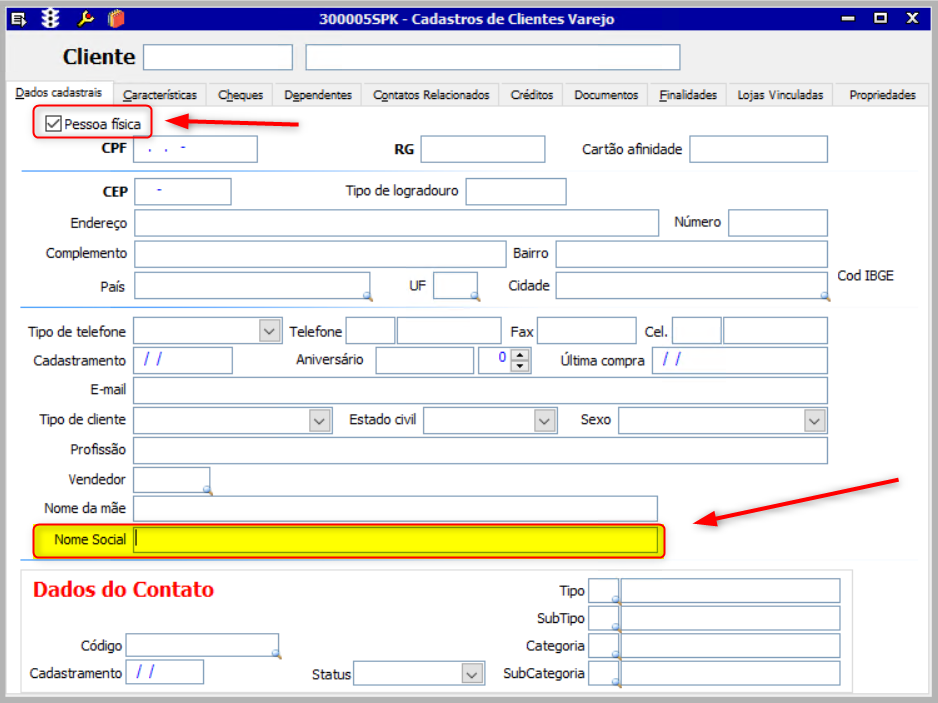 300005SPK - Cadastros de Clientes Varejo
Cliente
Dados cadastrais Características Cheques Dependentes Contatos Relacionados Créditos Documentos Finalidades Lojas Vinculadas Propriedades
Pessoa física
CPF . . - RG Cartão afinidade
CEP - Tipo de logradouro
Endereço Número
Complemento Bairro
País UF Cidade Cod IBGE
Tipo de telefone Telefone Fax Cel.
Cadastramento / / Aniversário 0 Última compra / /
E-mail
Tipo de cliente Estado civil Sexo
Profissão
Vendedor
Nome da mãe
Nome Social
Dados do Contato Tipo
SubTipo
Código Categoria
Cadastramento / / Status SubCategoria